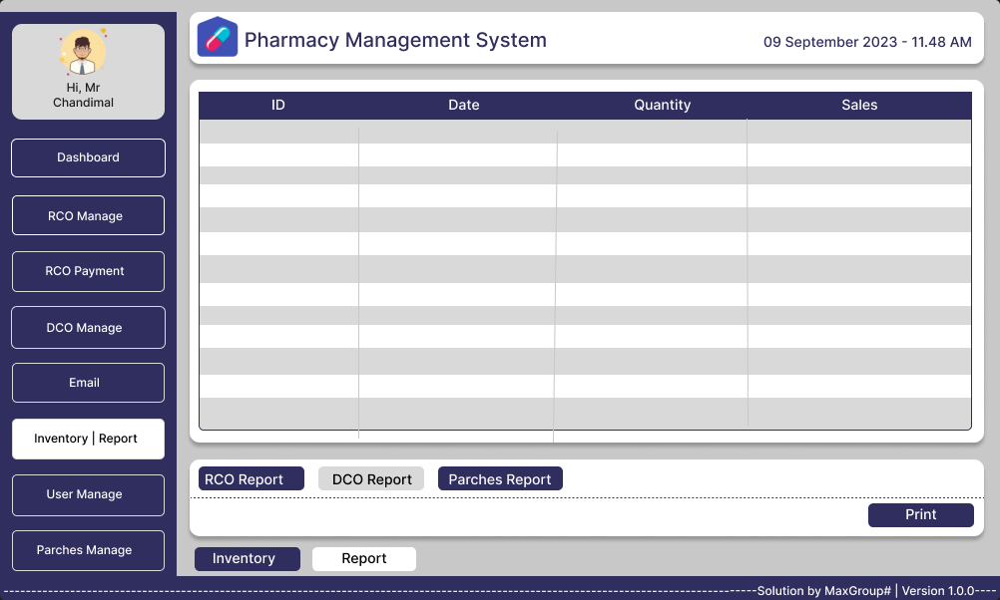 Hi, Mr
Chandimal
Dashboard
RCO Manage
RCO Payment
DCO Manage
Email
Inventory | Report
User Manage
Parches Manage
Pharmacy Management System
09 September 2023 - 11.48 AM
ID Date Quantity Sales
RCO Report DCO Report Parches Report
Print
Inventory Report
Solution by MaxGroup# | Version 1.0.0